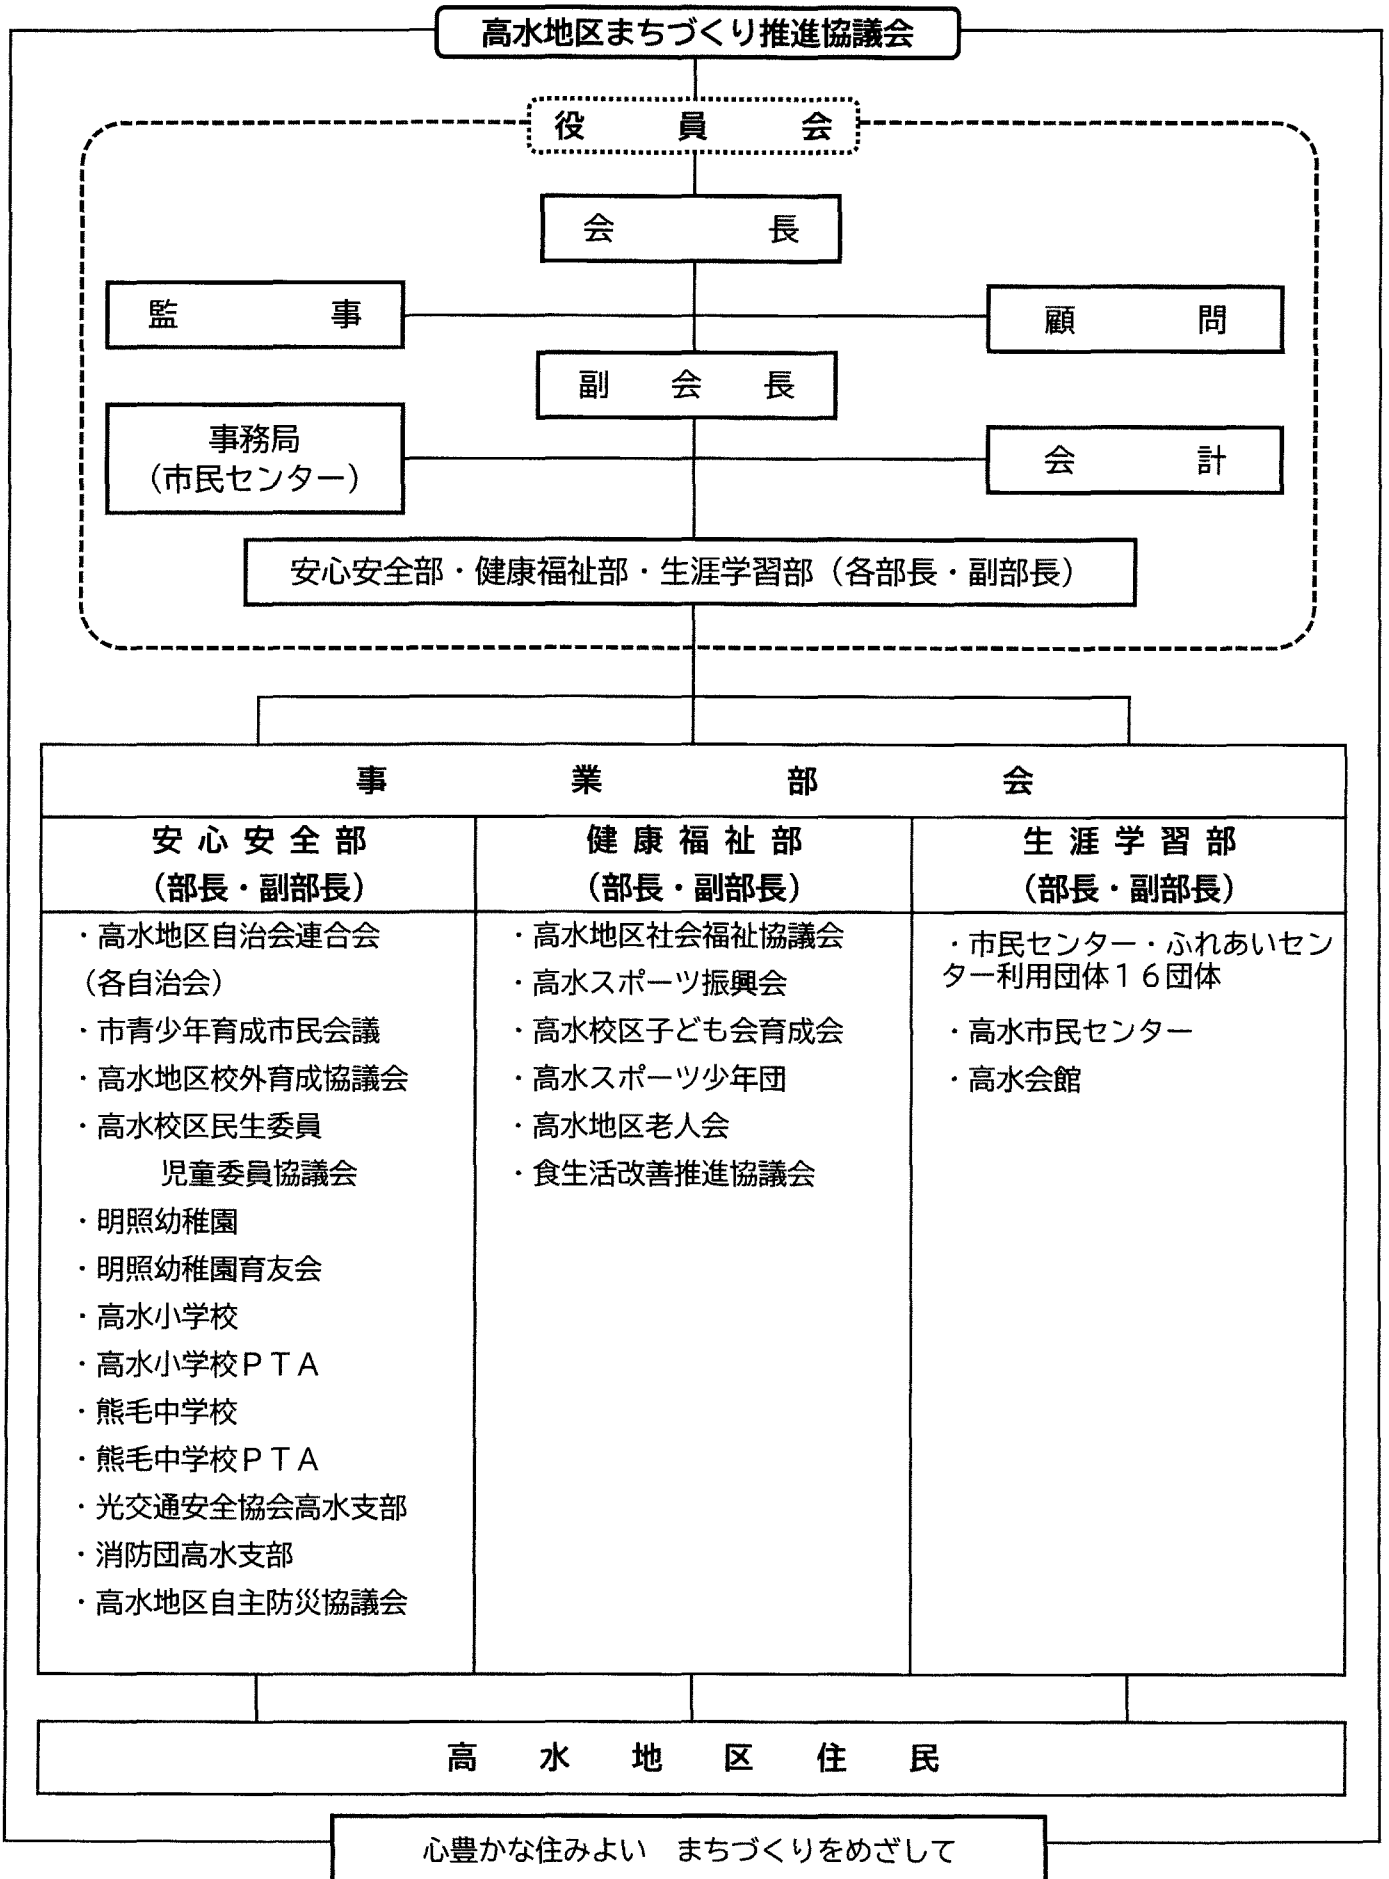 高水地区まちづくり推進協議会
役員会
会長
監事
顧問
副会長
事務局
（市民センター）
会計
安心安全部・健康福祉部・生涯学習部（各部長・副部長）
事業部会
安心安全部
（部長・副部長）
・高水地区自治会連合会
（各自治会）
・市青少年育成市民会議
・高水地区校外育成協議会
・高水校区民生委員
児童委員協議会
・明照幼稚園
・明照幼稚園育友会
・高水小学校
・高水小学校ＰＴＡ
・熊毛中学校
・熊毛中学校ＰＴＡ
・光交通安全協会高水支部
・消防団高水支部
・高水地区自主防災協議会
健康福祉部
（部長・副部長）
・高水地区社会福祉協議会
・高水スポーツ振興会
・高水校区子ども会育成会
・高水スポーツ少年団
・高水地区老人会
・食生活改善推進協議会
生涯学習部
（部長・副部長）
・市民センター・ふれあいセン
ター利用団体１６団体
・高水市民センター
・高水会館
高水地区住民
心豊かな住みよい　まちづくりをめざして